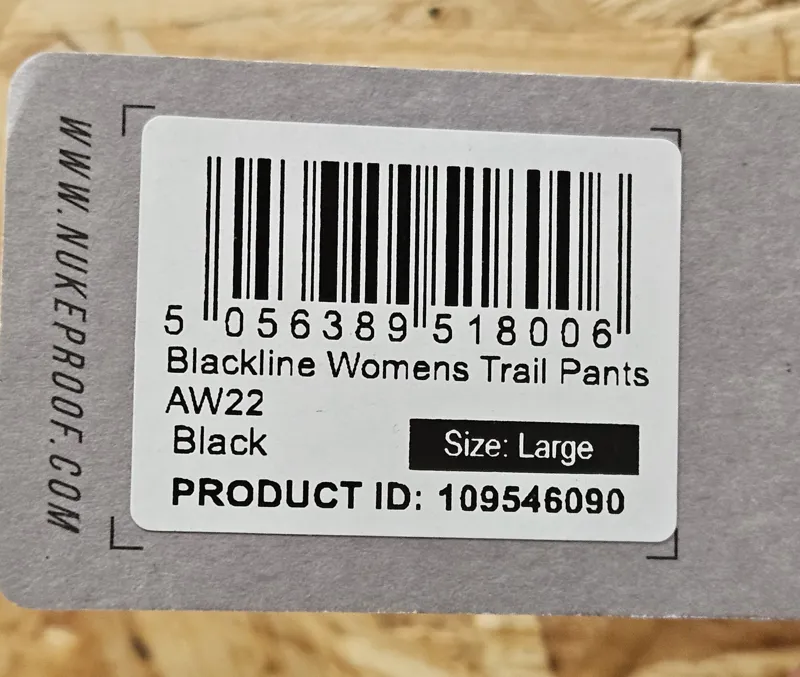 WWW.NUKEPROOF.COM
5 056389 518006
Blackline Womens Trail Pants
AW22
Black
Size: Large
PRODUCT ID: 109546090